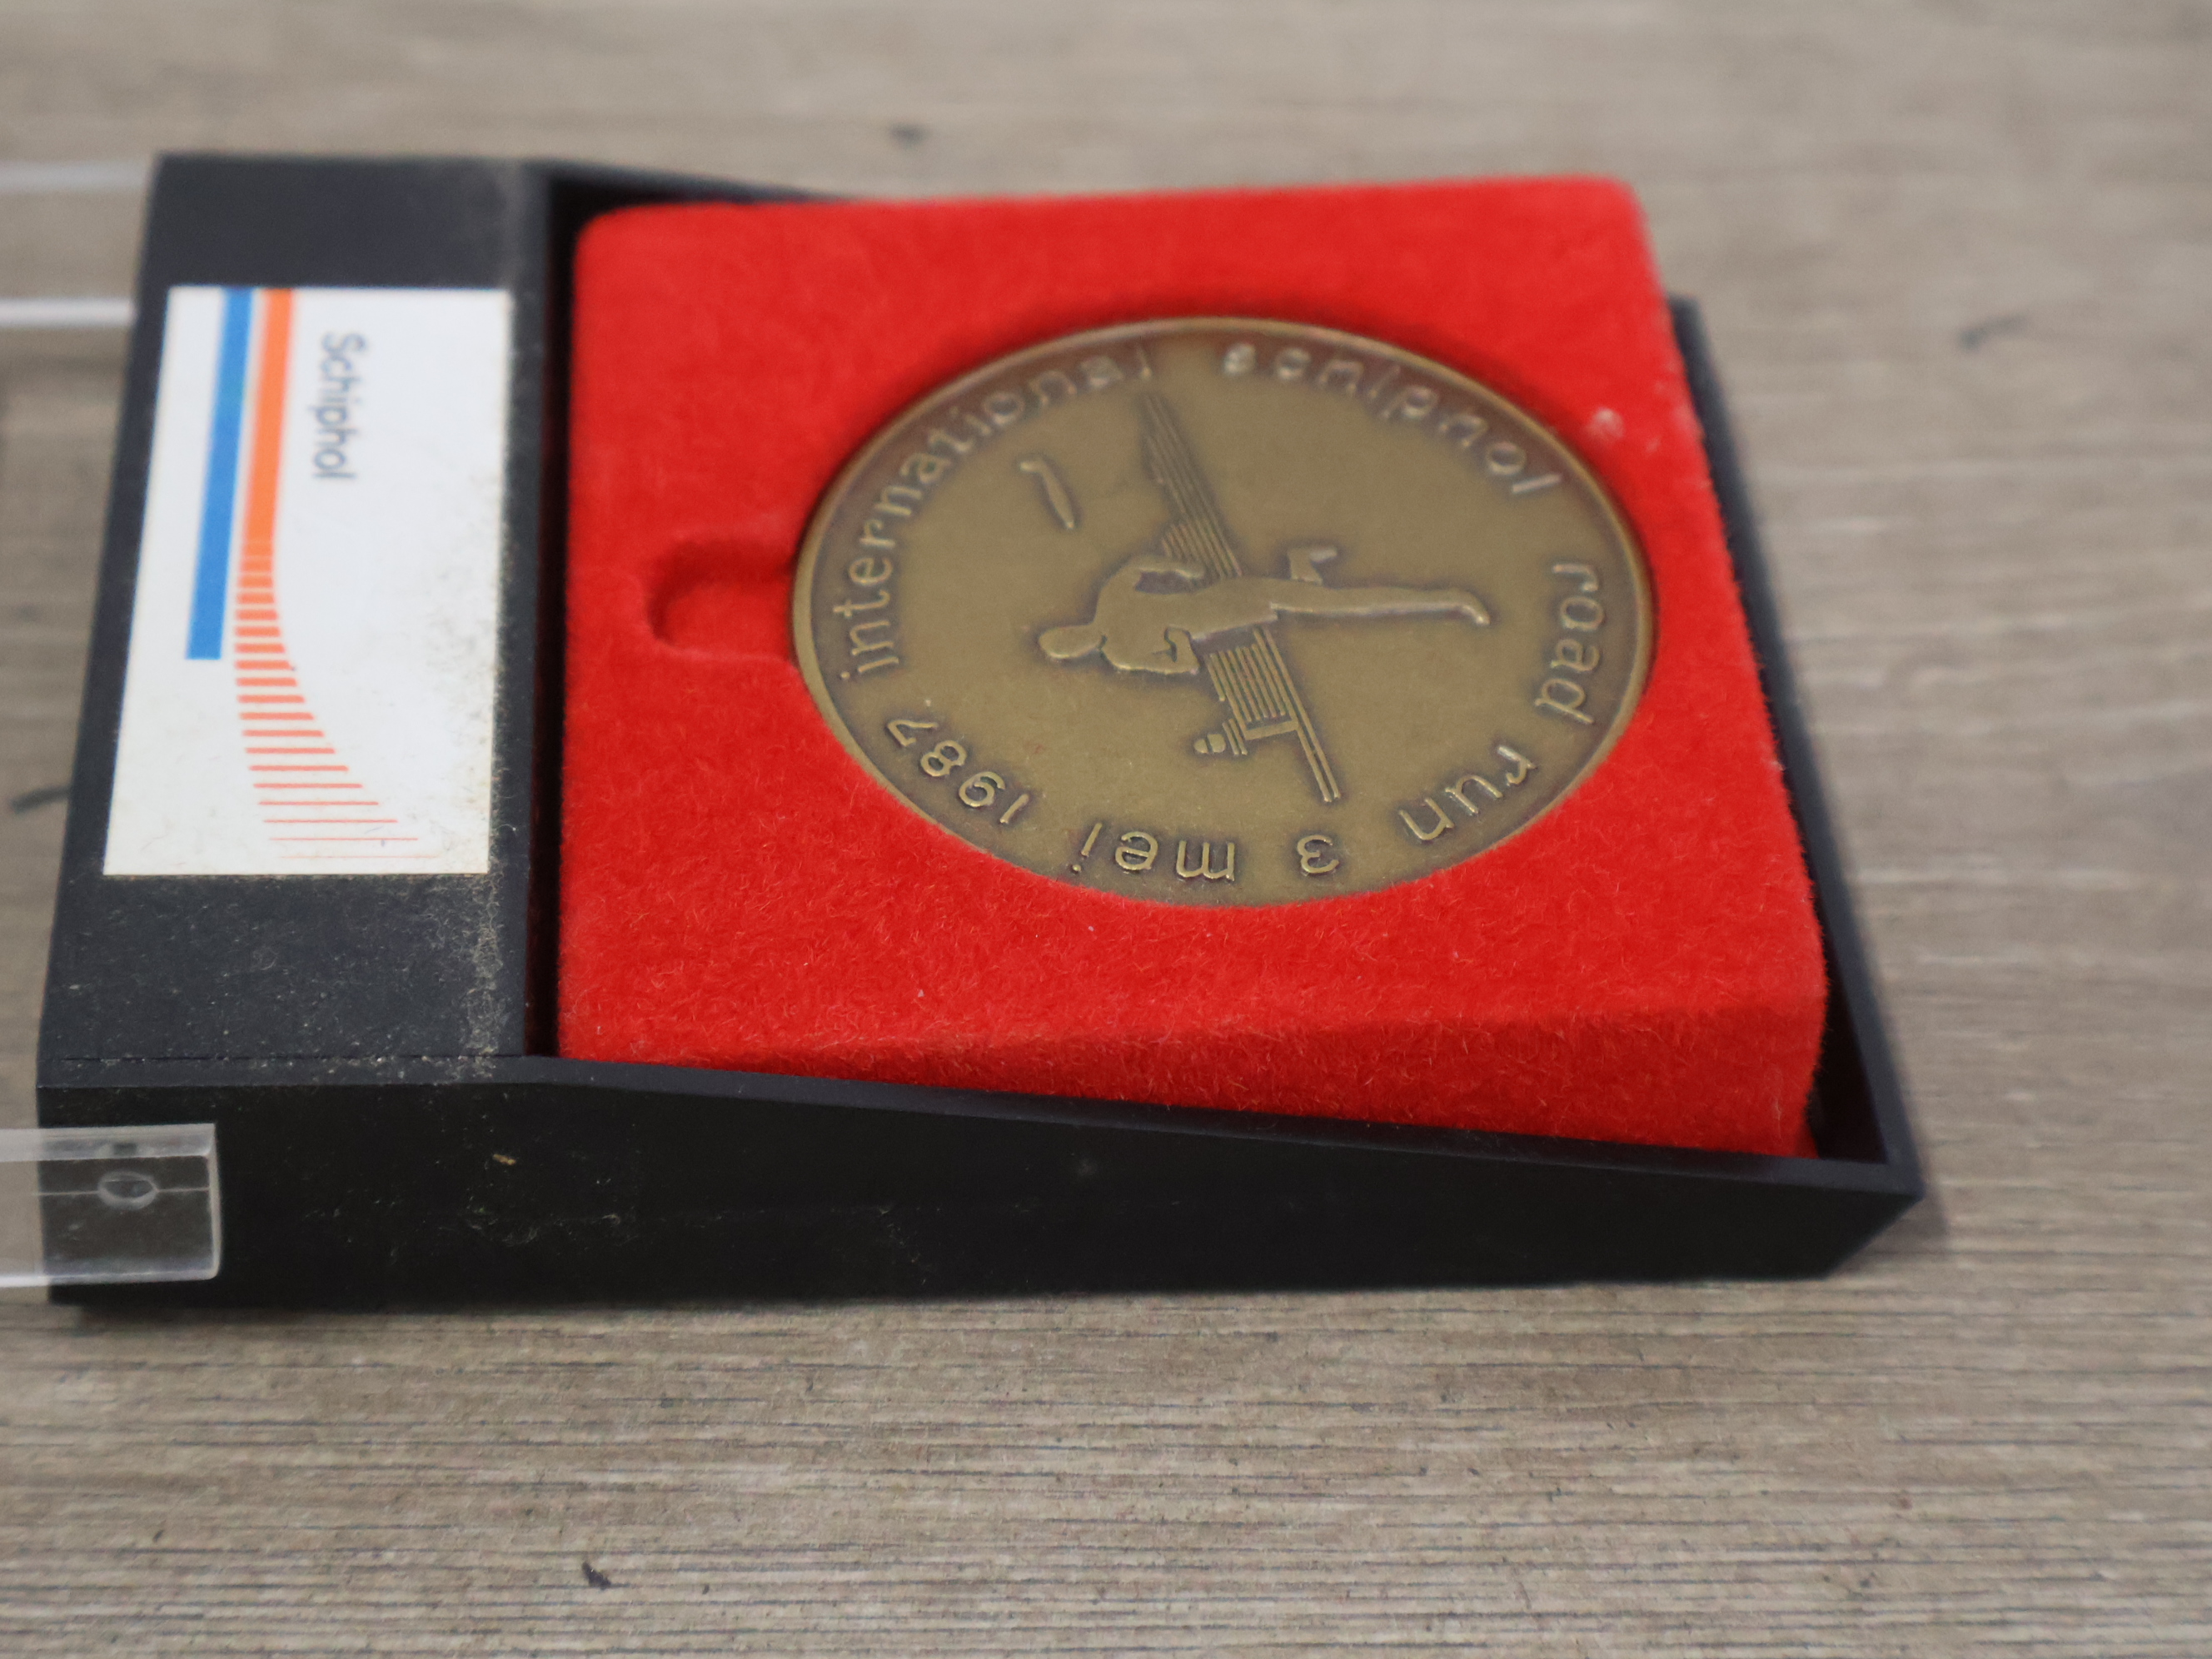 Schiphol
international schiphol road run 3 mei 1987